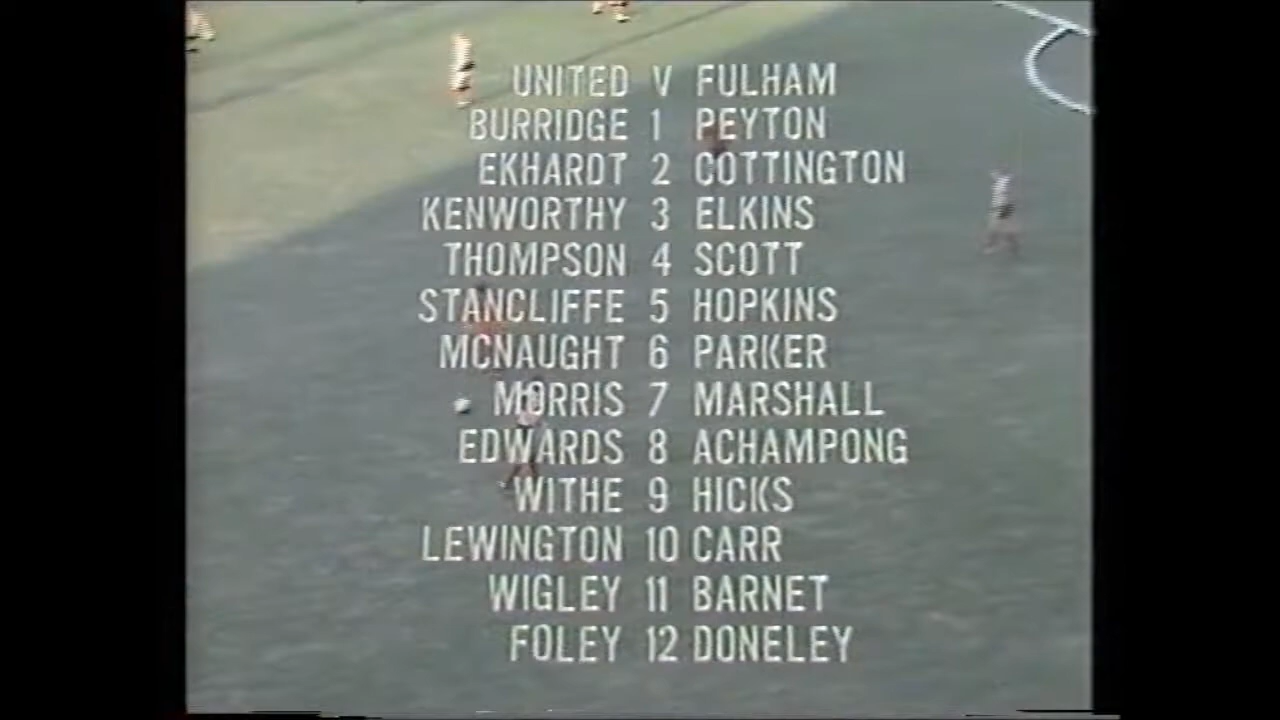 UNITED V FULHAM
BURRIDGE 1 PEYTON
EKHARDT 2 COTTINGTON
KENWORTHY 3 ELKINS
THOMPSON 4 SCOTT
STANCLIFFE 5 HOPKINS
MCNAUGHT 6 PARKER
MORRIS 7 MARSHALL
EDWARDS 8 ACHAMPONG
WITHE 9 HICKS
LEWINGTON 10 CARR
WIGLEY 11 BARNET
FOLEY 12 DONELEY